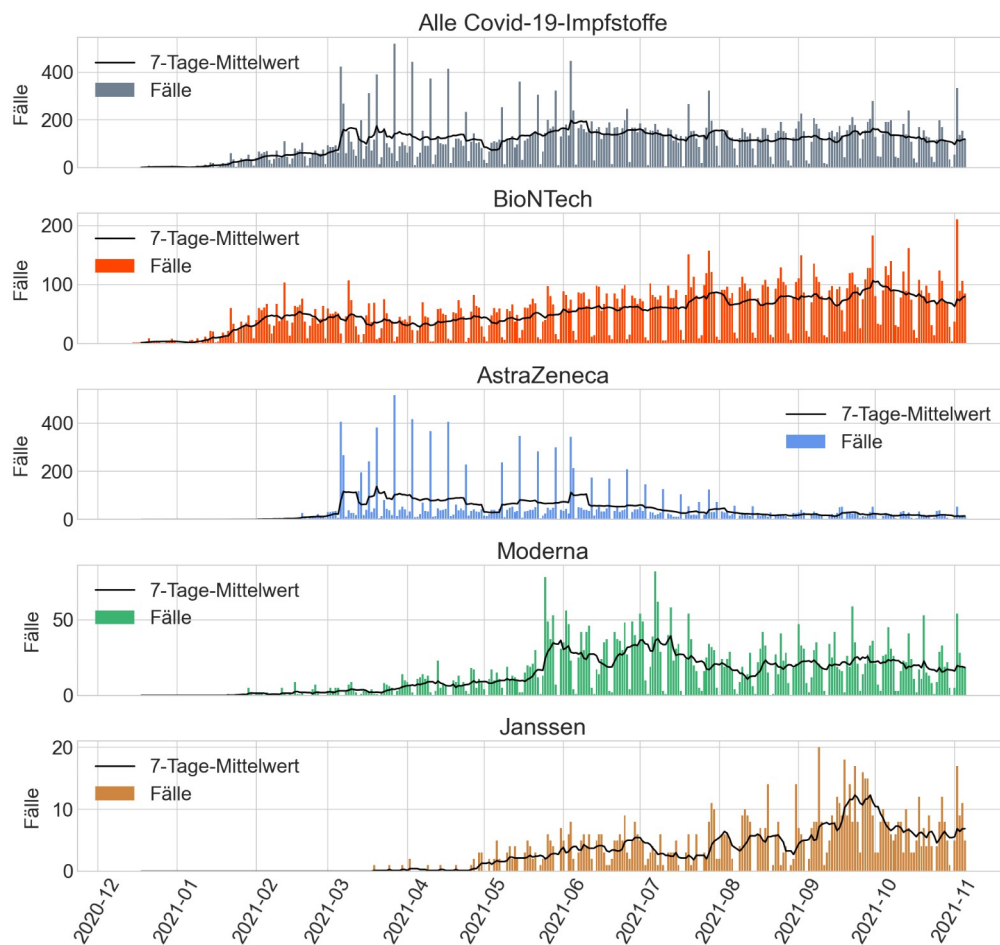 Alle Covid-19-Impfstoffe
7-Tage-Mittelwert
Fälle
Fälle
400
200
0
BioNTech
7-Tage-Mittelwert
Fälle
Fälle
200
100
0
AstraZeneca
7-Tage-Mittelwert
Fälle
Fälle
400
200
0
Moderna
7-Tage-Mittelwert
Fälle
Fälle
50
0
Janssen
7-Tage-Mittelwert
Fälle
Fälle
20
10
0
2020-12
2021-01
2021-02
2021-03
2021-04
2021-05
2021-06
2021-07
2021-08
2021-09
2021-10
2021-11